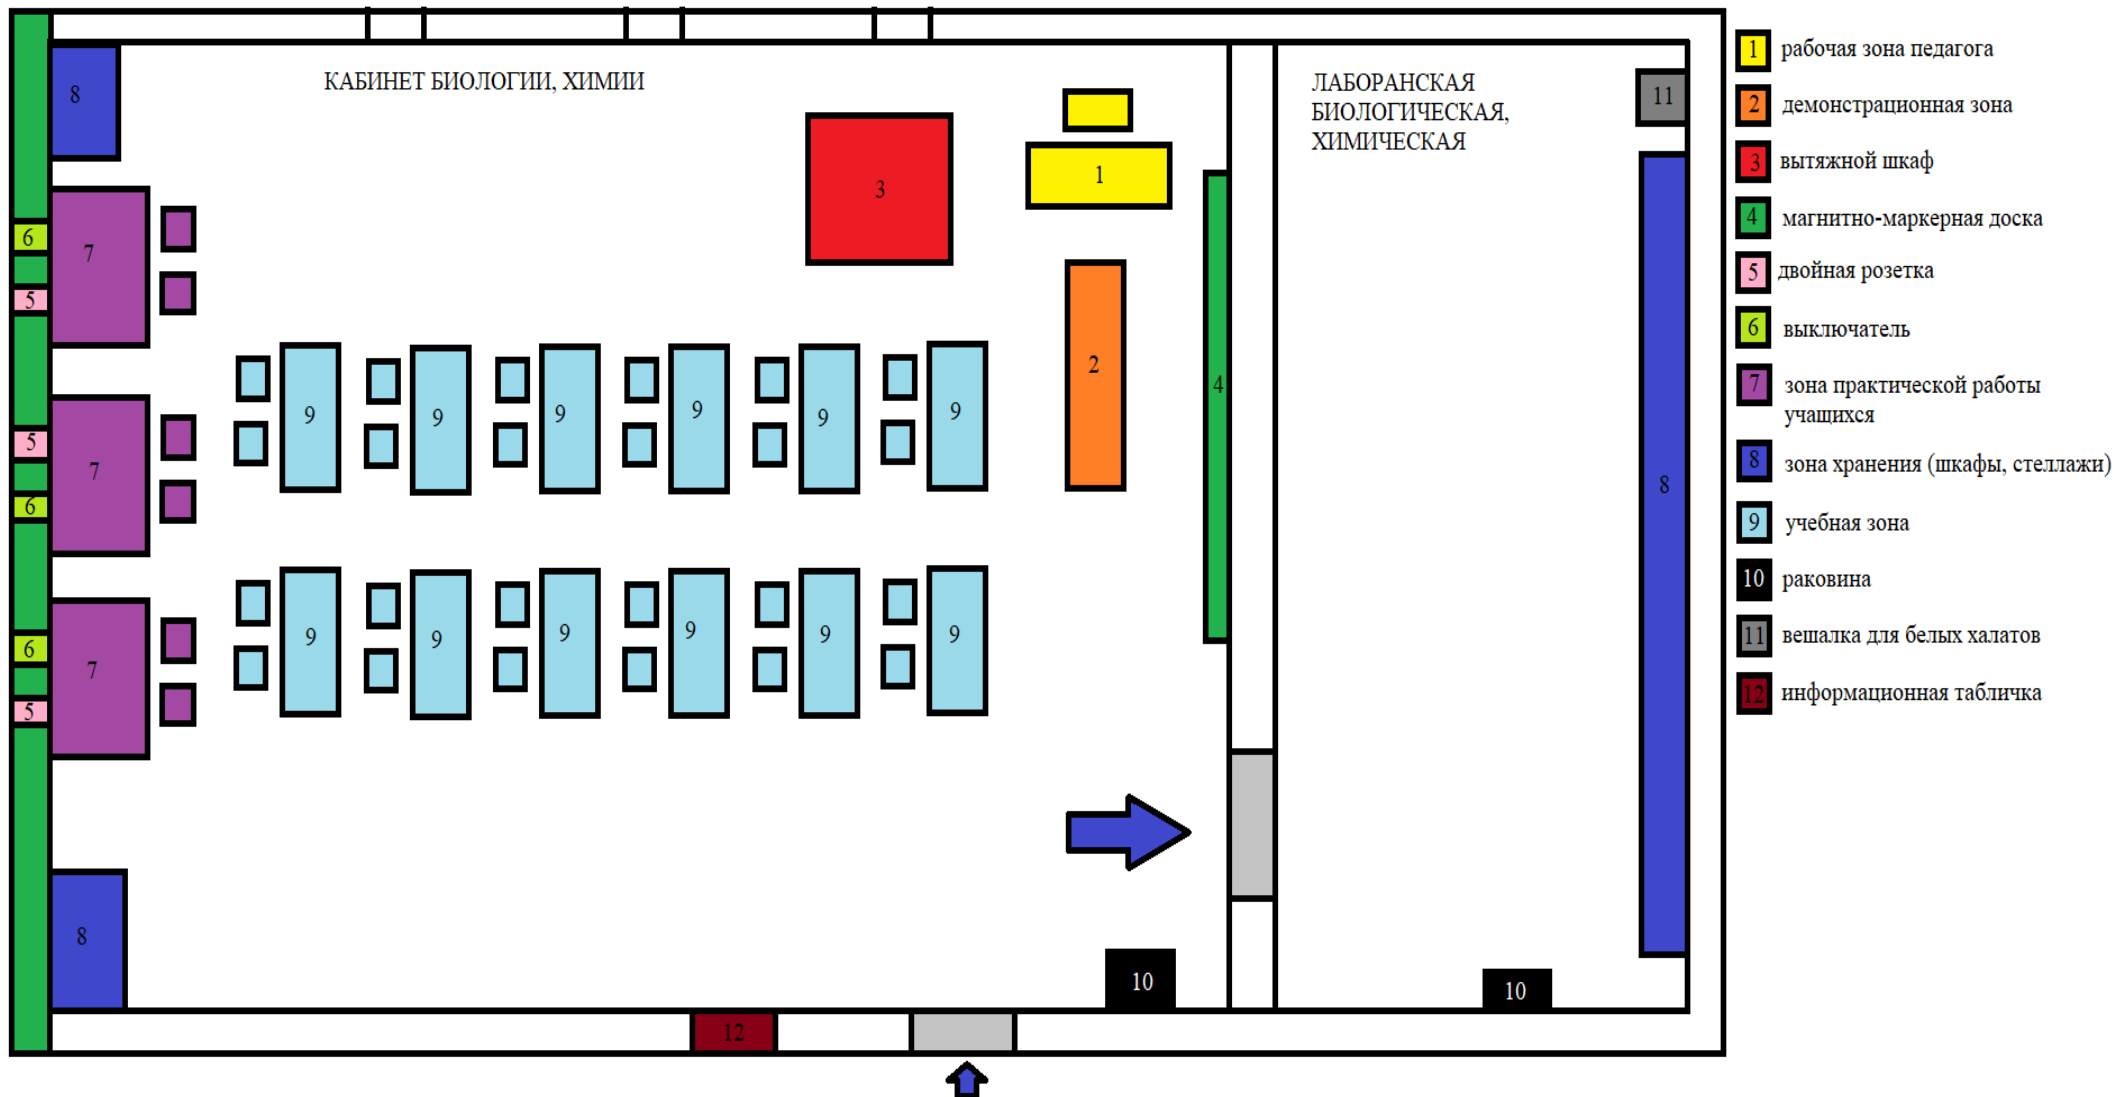 КАБИНЕТ БИОЛОГИИ, ХИМИИ
ЛАБОРАНСКАЯ
БИОЛОГИЧЕСКАЯ,
ХИМИЧЕСКАЯ
8
11
3
1
7
6
5
2
4
9
9
9
9
9
9
5
7
6
8
9
9
9
9
9
9
6
7
5
8
10
10
12
1 рабочая зона педагога
2 демонстрационная зона
3 вытяжной шкаф
4 магнитно-маркерная доска
5 двойная розетка
6 выключатель
7 зона практической работы
учащихся
8 зона хранения (шкафы, стеллажи)
9 учебная зона
10 раковина
11 вешалка для белых халатов
12 информационная табличка